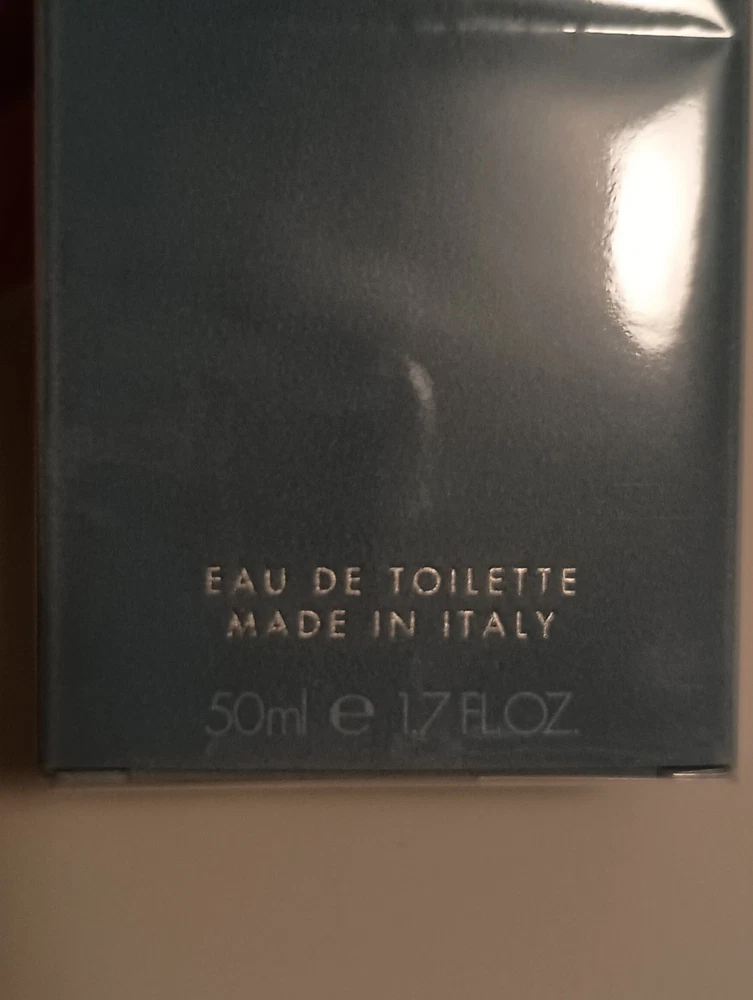 EAU DE TOILETTE
MADE IN ITALY
50ml ℮ 1.7 FL.OZ.